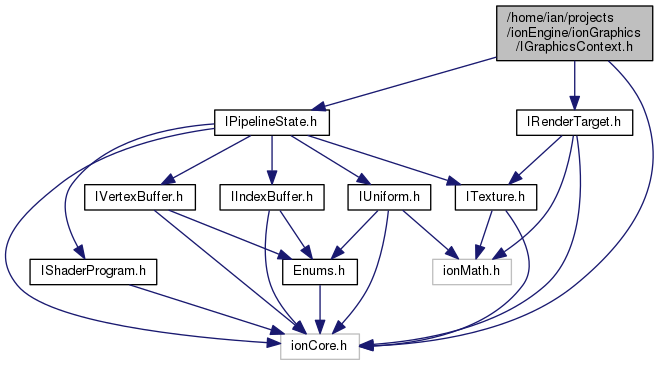 /home/ian/projects
/ionEngine/ionGraphics
/IGraphicsContext.h
IPipelineState.h
IRenderTarget.h
IVertexBuffer.h
IIndexBuffer.h
IUniform.h
ITexture.h
IShaderProgram.h
Enums.h
ionMath.h
ionCore.h